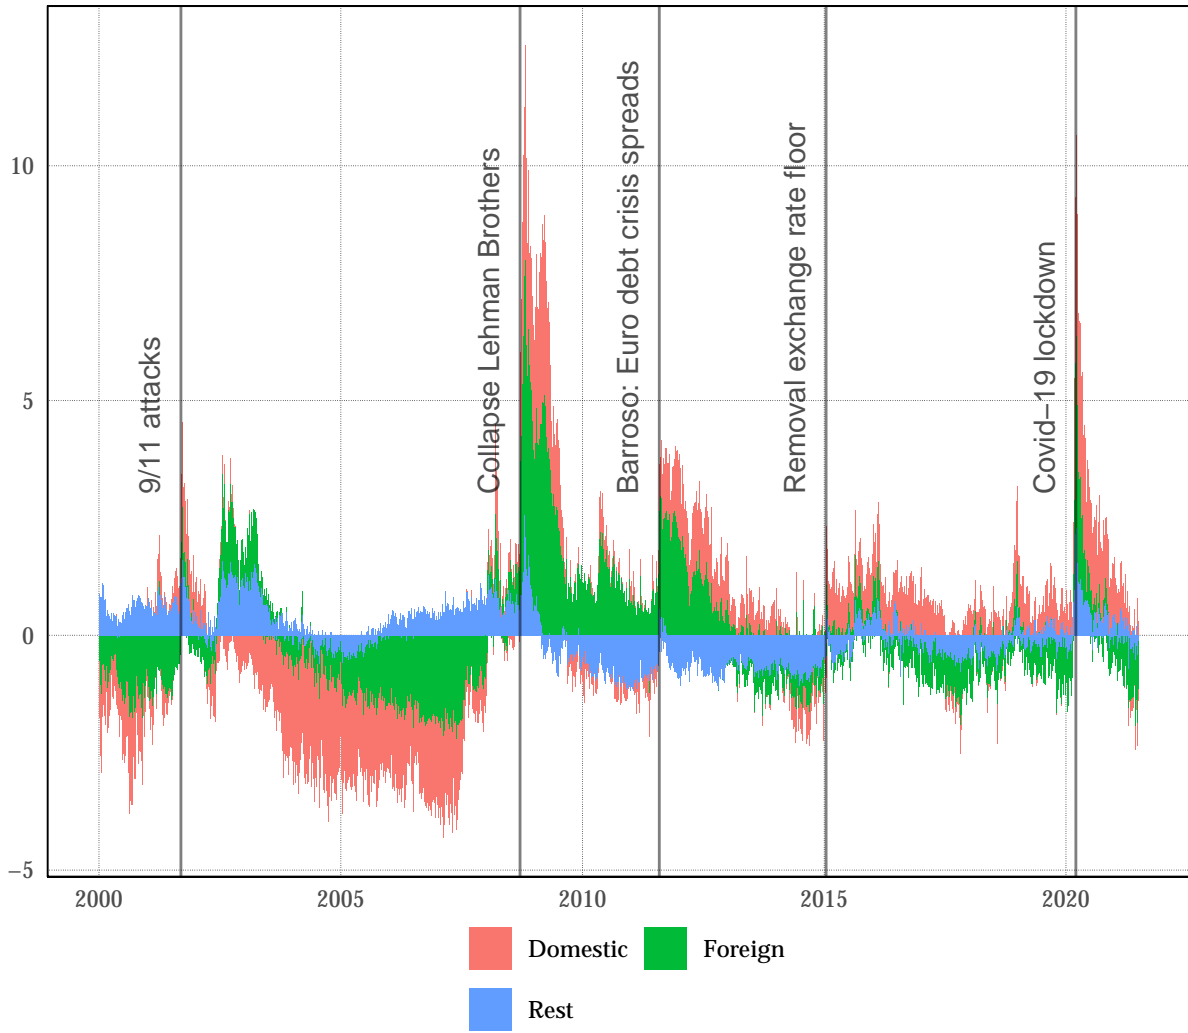 10
5
0
−5
9/11 attacks
Collapse Lehman Brothers
Barroso: Euro debt crisis spreads
Removal exchange rate floor
Covid−19 lockdown
2000
2005
2010
2015
2020
Domestic
Foreign
Rest